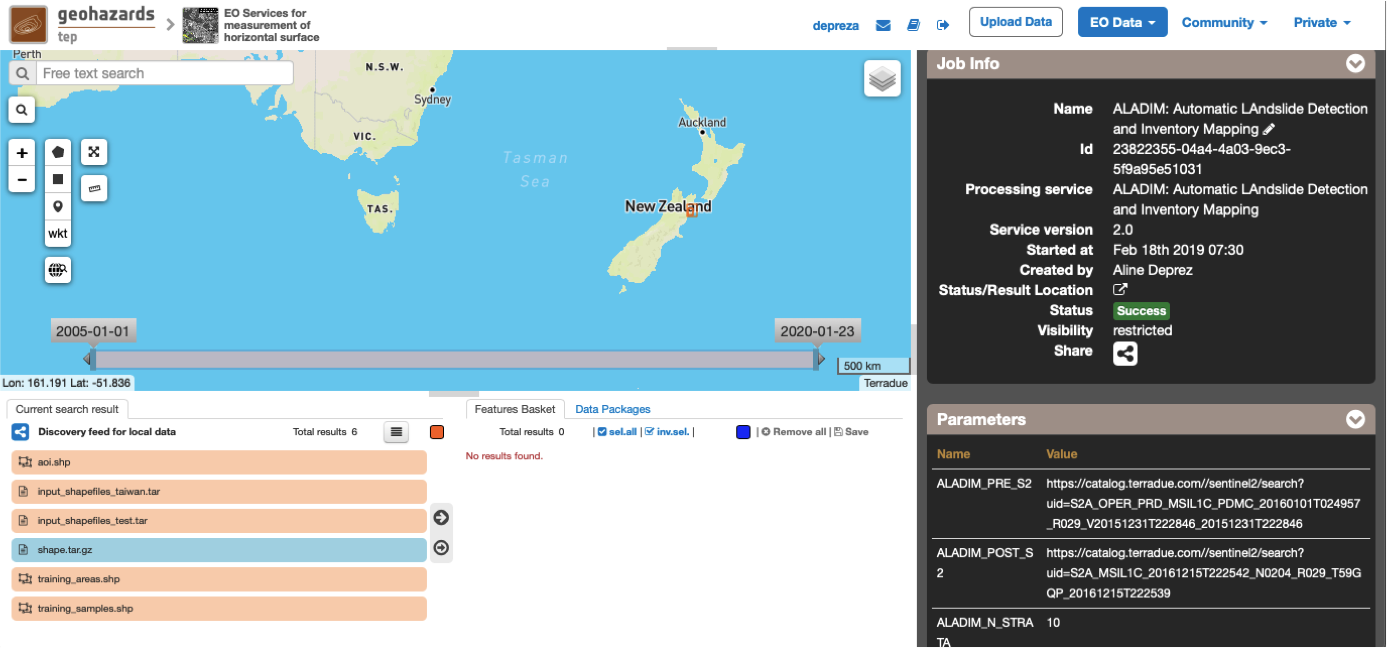 geohazards
tep
EO Services for
measurement of
horizontal surface
depreza
Upload Data
EO Data
Community
Private
Perth
Free text search
N.S.W.
Sydney
VIC.
TAS.
Tasman
Sea
Auckland
New Zealand
+
−
wkt
2005-01-01
2020-01-23
500 km
Lon: 161.191 Lat: -51.836
Terradue
Current search result
Discovery feed for local data
Total results 6
aoi.shp
input_shapefiles_taiwan.tar
input_shapefiles_test.tar
shape.tar.gz
training_areas.shp
training_samples.shp
Features Basket
Data Packages
Total results 0
| sel.all | inv.sel. |
| Remove all | Save
No results found.
Job Info
Name ALADIM: Automatic LAndslide Detection
and Inventory Mapping
Id 23822355-04a4-4a03-9ec3-
5f9a95e51031
Processing service ALADIM: Automatic LAndslide Detection
and Inventory Mapping
Service version 2.0
Started at Feb 18th 2019 07:30
Created by Aline Deprez
Status/Result Location
Status Success
Visibility restricted
Share
Parameters
Name Value
ALADIM_PRE_S2 https://catalog.terradue.com//sentinel2/search?
uid=S2A_OPER_PRD_MSIL1C_PDMC_20160101T024957
_R029_V20151231T222846_20151231T222846
ALADIM_POST_S https://catalog.terradue.com//sentinel2/search?
2 uid=S2A_MSIL1C_20161215T222542_N0204_R029_T59G
QP_20161215T222539
ALADIM_N_STRA 10
TA